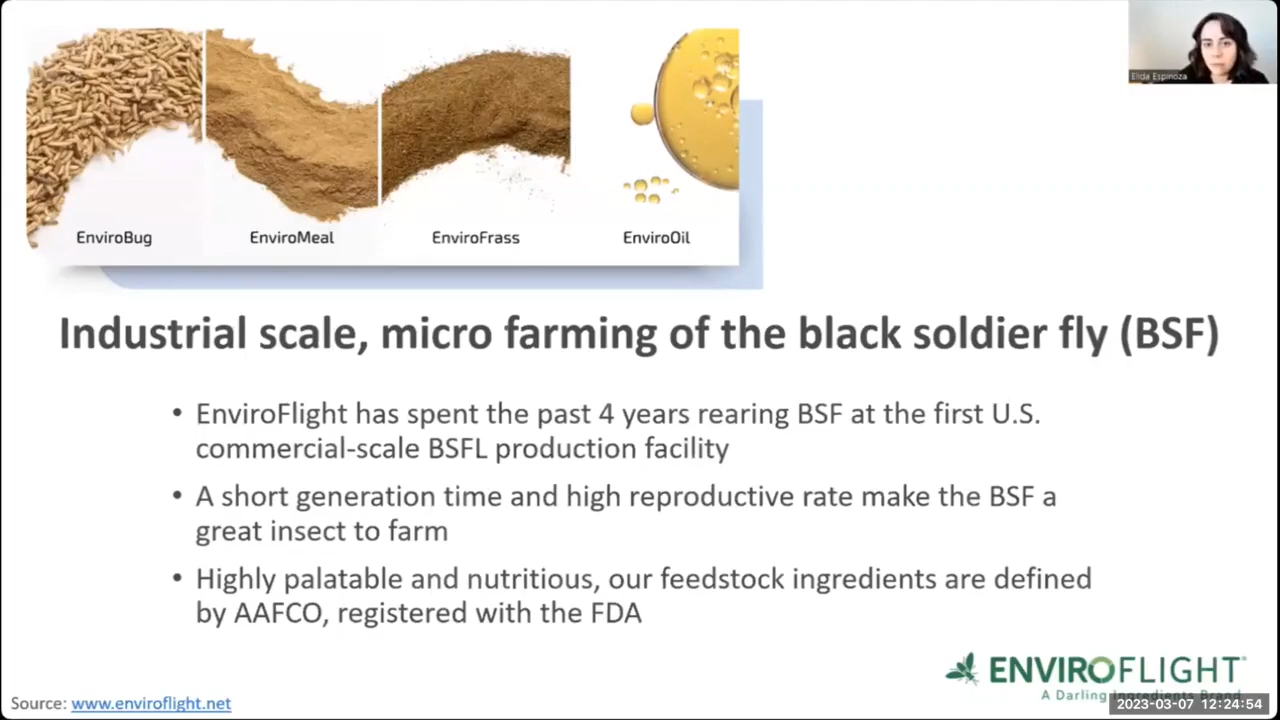 Elida Espinoza
EnviroBug
EnviroMeal
EnviroFrass
EnviroOil
Industrial scale, micro farming of the black soldier fly (BSF)
• EnviroFlight has spent the past 4 years rearing BSF at the first U.S.
commercial-scale BSFL production facility
• A short generation time and high reproductive rate make the BSF a
great insect to farm
• Highly palatable and nutritious, our feedstock ingredients are defined
by AAFCO, registered with the FDA
ENVIROFLIGHT
A Darling Ingredients Brand
Source: www.enviroflight.net
2023-03-07 12:24:54